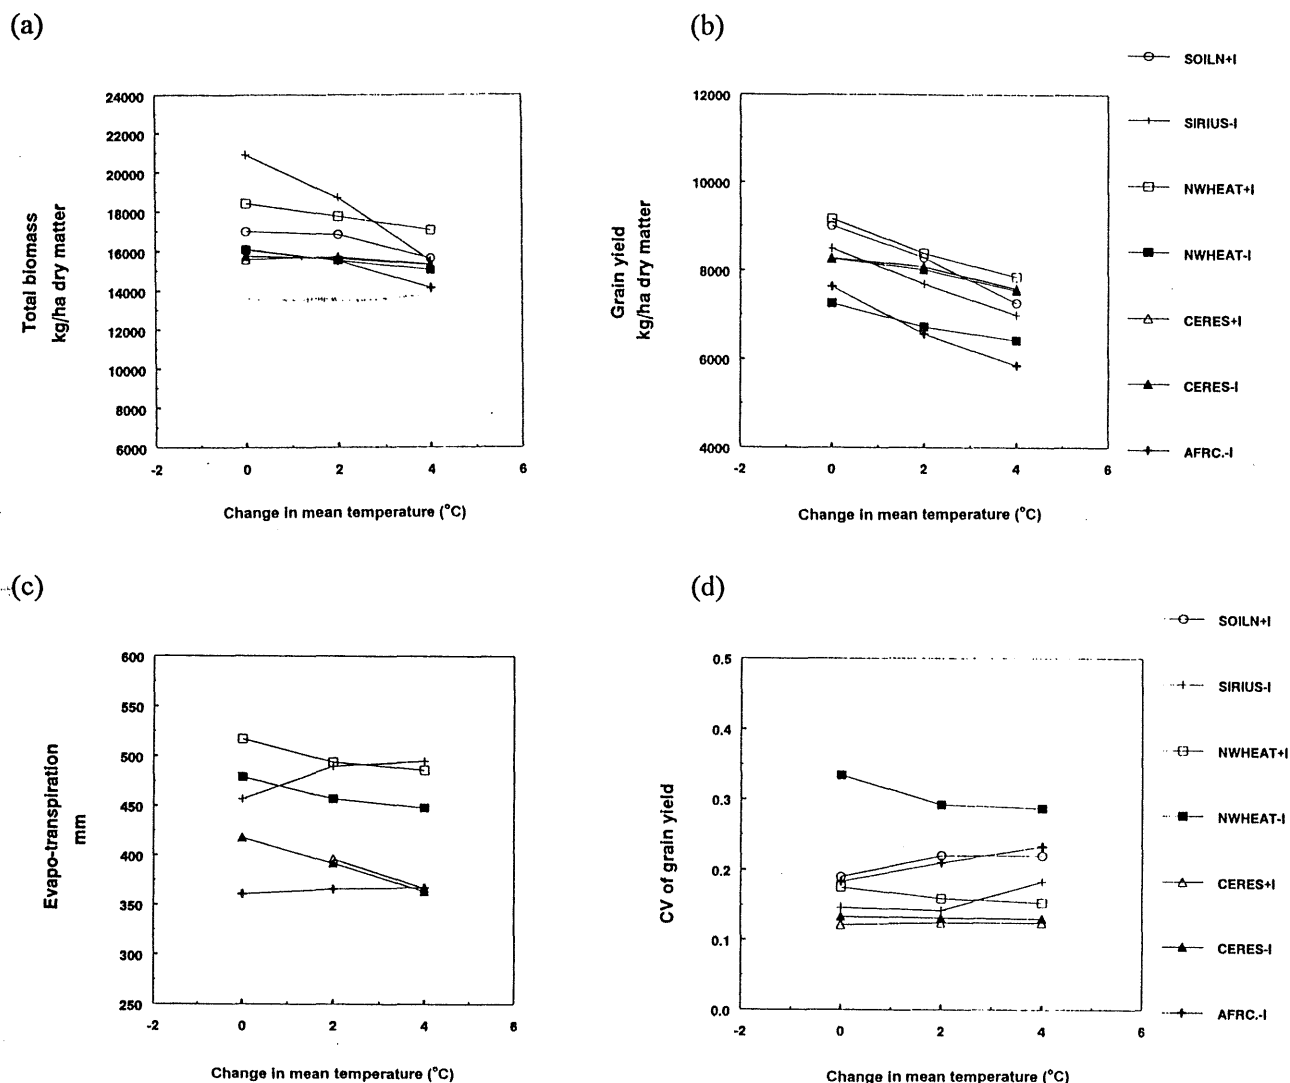 (a)
24000
22000
20000
18000
16000
14000
12000
10000
8000
6000
-2 0 2 4 6
Total biomass
kg/ha dry matter
Change in mean temperature (°C)
(b)
12000
10000
8000
6000
4000
-2 0 2 4 6
Grain yield
kg/ha dry matter
Change in mean temperature (°C)
SOILN+I
SIRIUS-I
NWHEAT+I
NWHEAT-I
CERES+I
CERES-I
AFRC.-I
(c)
600
550
500
450
400
350
300
250
-2 0 2 4 6
Evapo-transpiration
mm
Change in mean temperature (°C)
(d)
0.5
0.4
0.3
0.2
0.1
0.0
-2 0 2 4 6
CV of grain yield
Change in mean temperature (°C)
SOILN+I
SIRIUS-I
NWHEAT+I
NWHEAT-I
CERES+I
CERES-I
AFRC.-I